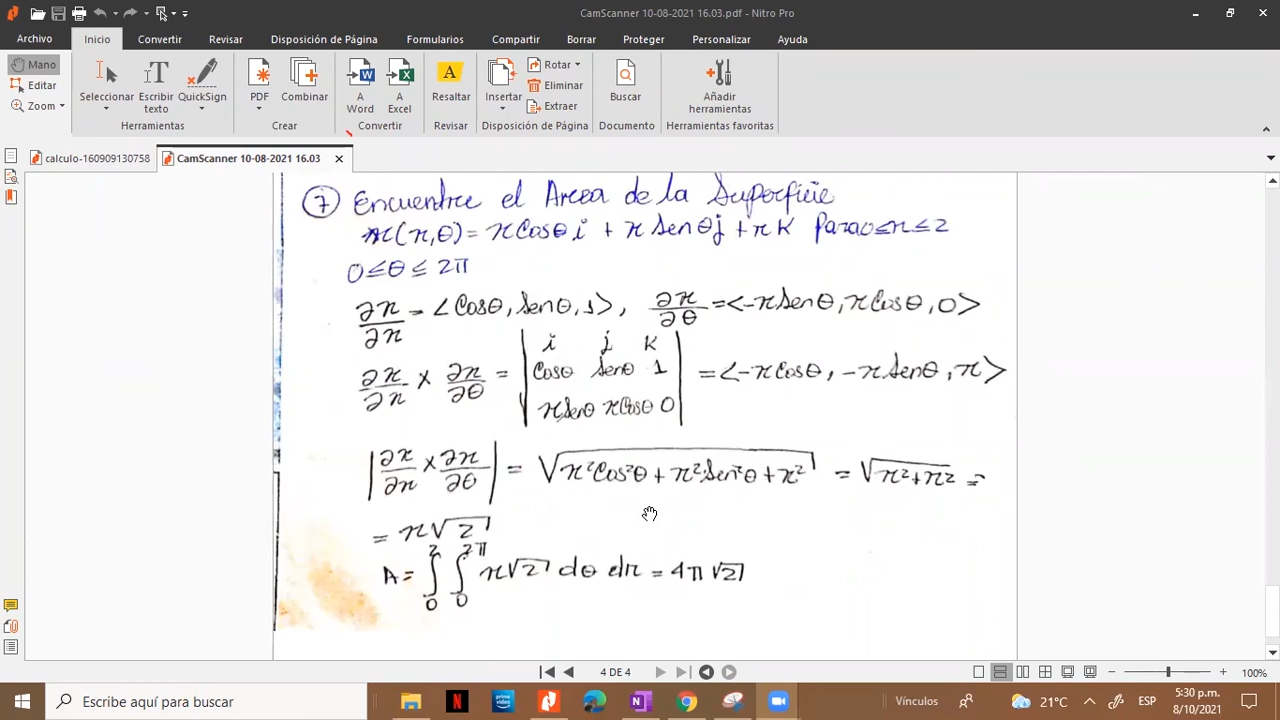 CamScanner 10-08-2021 16.03.pdf - Nitro Pro
Archivo Inicio Convertir Revisar Disposición de Página Formularios Compartir Borrar Proteger Personalizar Ayuda
Mano
Editar
Zoom
Seleccionar
Escribir texto
QuickSign
Herramientas
PDF
Combinar
Crear
A Word
A Excel
Convertir
Resaltar
Revisar
Insertar
Rotar
Eliminar
Extraer
Disposición de Página
Buscar
Documento
Añadir herramientas
Herramientas favoritas
calculo-160909130758
CamScanner 10-08-2021 16.03
⑦ Encuentre el Area de la Superficie
r(r,θ) = r Cosθ i + r Senθ j + r K Para 0≤r≤2
0≤θ≤ 2π
∂r/∂r = <Cosθ, Senθ, 1>, ∂r/∂θ = <-r Senθ, r Cosθ, 0>
∂r/∂r × ∂r/∂θ = | i j k | Cosθ Senθ 1 | r Senθ r Cosθ 0 | = <-r Cosθ, -r Senθ, r>
|∂r/∂r × ∂r/∂θ| = √(r²Cos²θ + r²Sen²θ + r²) = √(r²+r²) =
= r√2
A = ∫₀² ∫₀^2π r√2 dθ dr = 4π √2
4 DE 4
100%
Escribe aquí para buscar
Vínculos
21°C
ESP
5:30 p.m.
8/10/2021